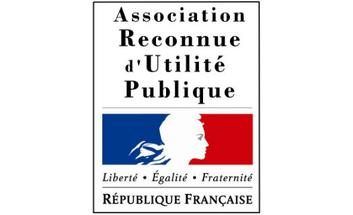 Association
Reconnue
d'Utilité
Publique
Liberté • Égalité • Fraternité
RÉPUBLIQUE FRANÇAISE